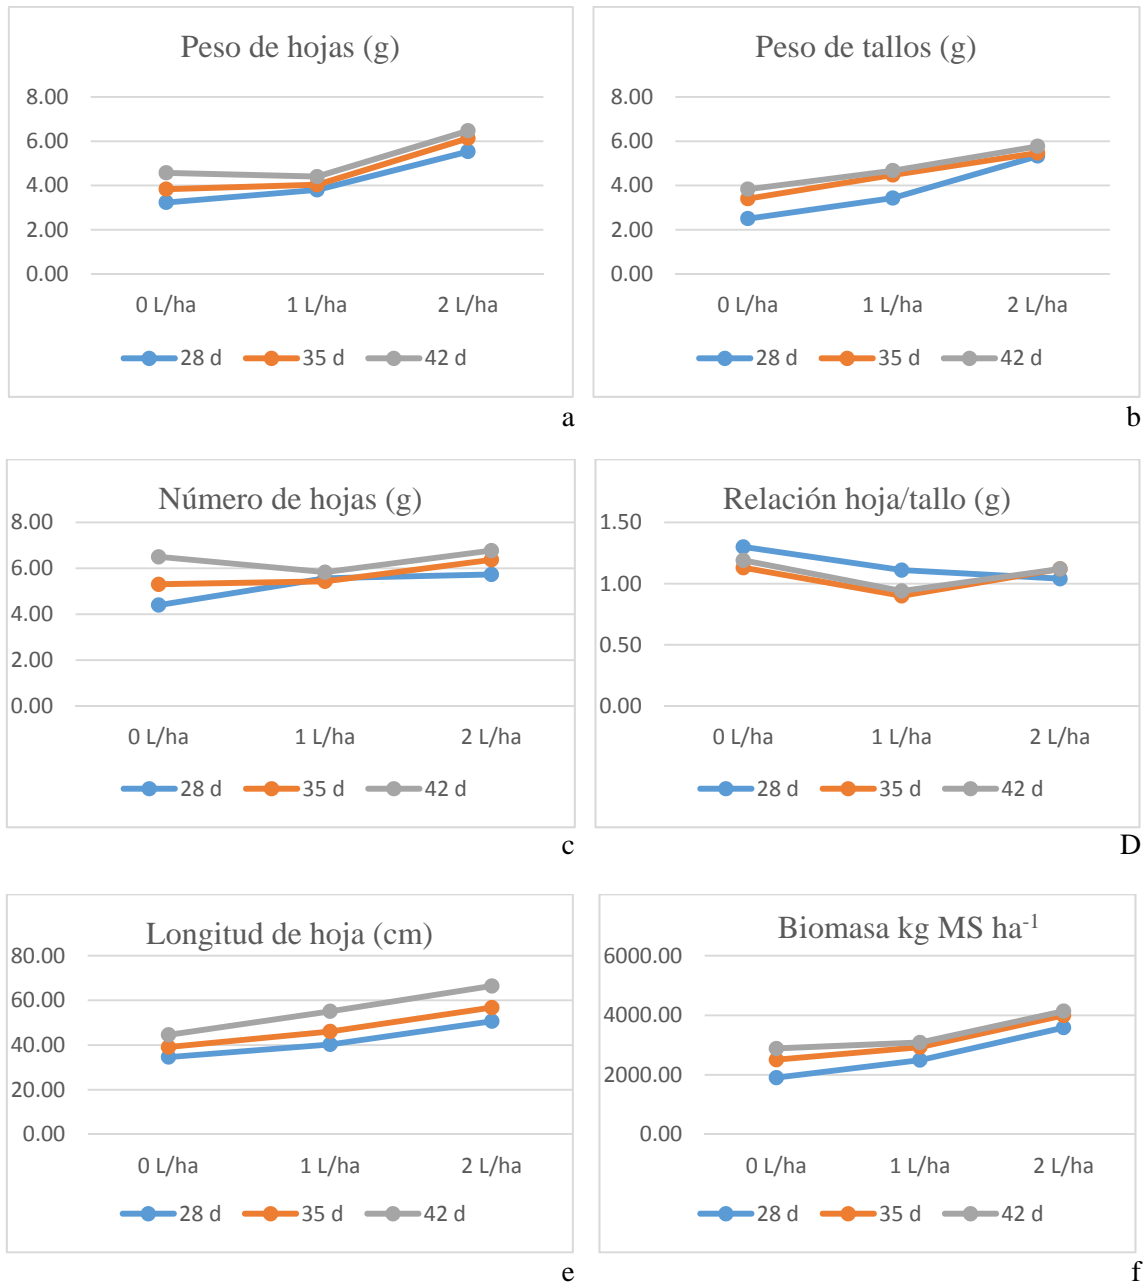 Peso de hojas (g)
8.00
6.00
4.00
2.00
0.00
0 L/ha 1 L/ha 2 L/ha
28 d 35 d 42 d
a
Peso de tallos (g)
8.00
6.00
4.00
2.00
0.00
0 L/ha 1 L/ha 2 L/ha
28 d 35 d 42 d
b
Número de hojas (g)
8.00
6.00
4.00
2.00
0.00
0 L/ha 1 L/ha 2 L/ha
28 d 35 d 42 d
c
Relación hoja/tallo (g)
1.50
1.00
0.50
0.00
0 L/ha 1 L/ha 2 L/ha
28 d 35 d 42 d
D
Longitud de hoja (cm)
80.00
60.00
40.00
20.00
0.00
0 L/ha 1 L/ha 2 L/ha
28 d 35 d 42 d
e
Biomasa kg MS ha⁻¹
6000.00
4000.00
2000.00
0.00
0 L/ha 1 L/ha 2 L/ha
28 d 35 d 42 d
f